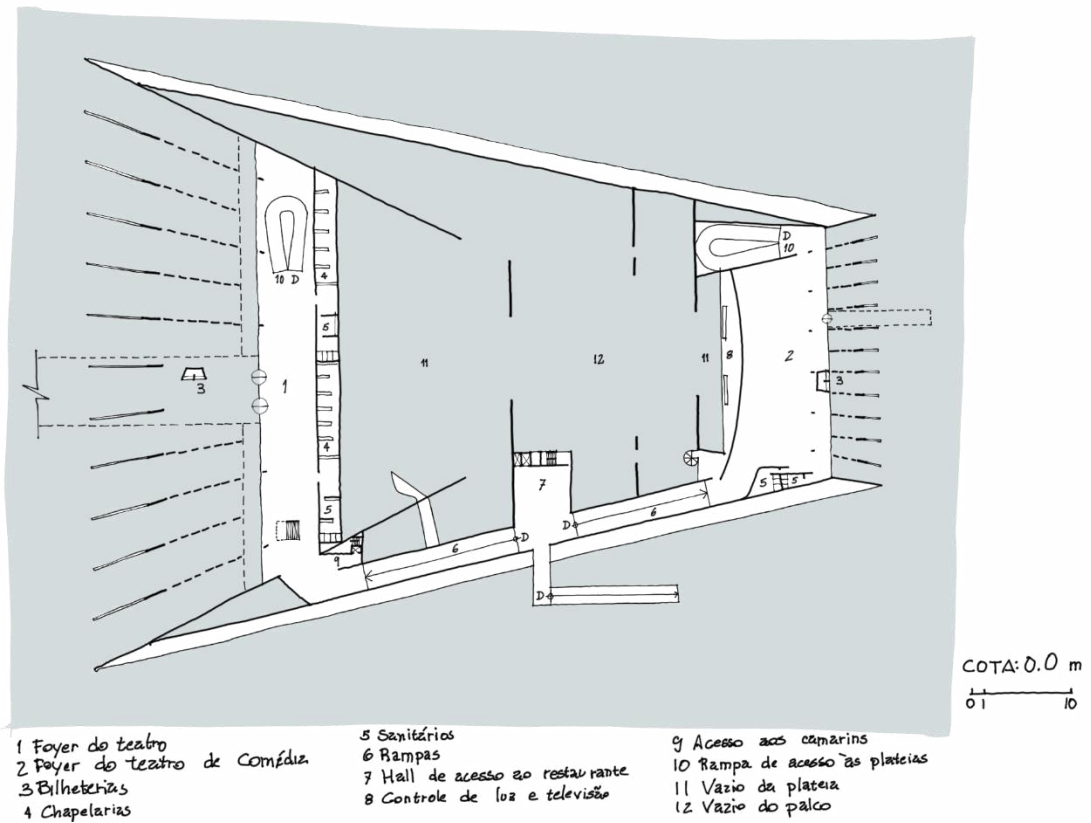 10 D
4
5
3
1
4
5
9
11
12
11
8
2
D
10
3
7
6
D
D
6
5
5
D
COTA: 0.0 m
0 1 10
1 Foyer do teatro
2 Foyer do teatro de Comédia
3 Bilheterias
4 Chapelarias
5 Sanitários
6 Rampas
7 Hall de acesso ao restaurante
8 Controle de luz e televisão
9 Acesso aos camarins
10 Rampa de acesso às plateias
11 Vazio da plateia
12 Vazio do palco